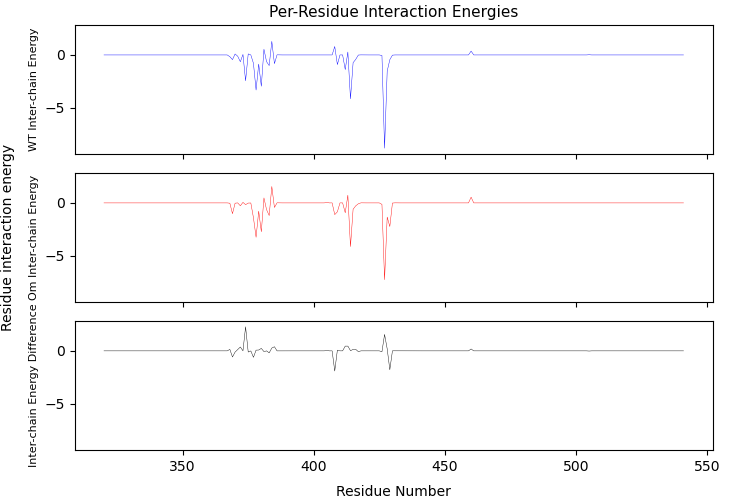 Per-Residue Interaction Energies
Residue interaction energy
WT Inter-chain Energy
0
−5
Om Inter-chain Energy
0
−5
Inter-chain Energy Difference
0
−5
350
400
450
500
550
Residue Number